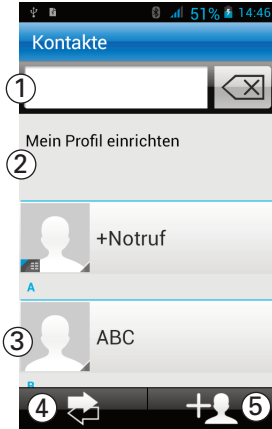 51% 14:46
Kontakte
1
Mein Profil einrichten
2
+Notruf
A
3
ABC
B
4
5